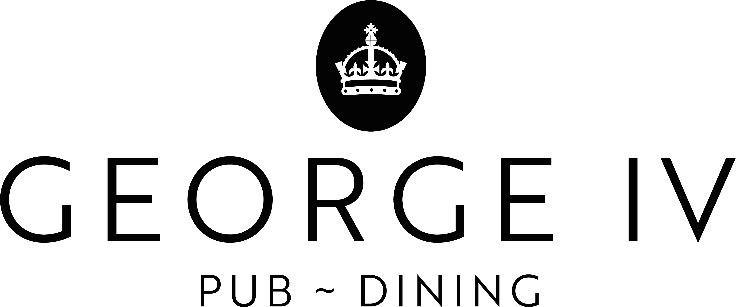 GEORGE IV
PUB ~ DINING